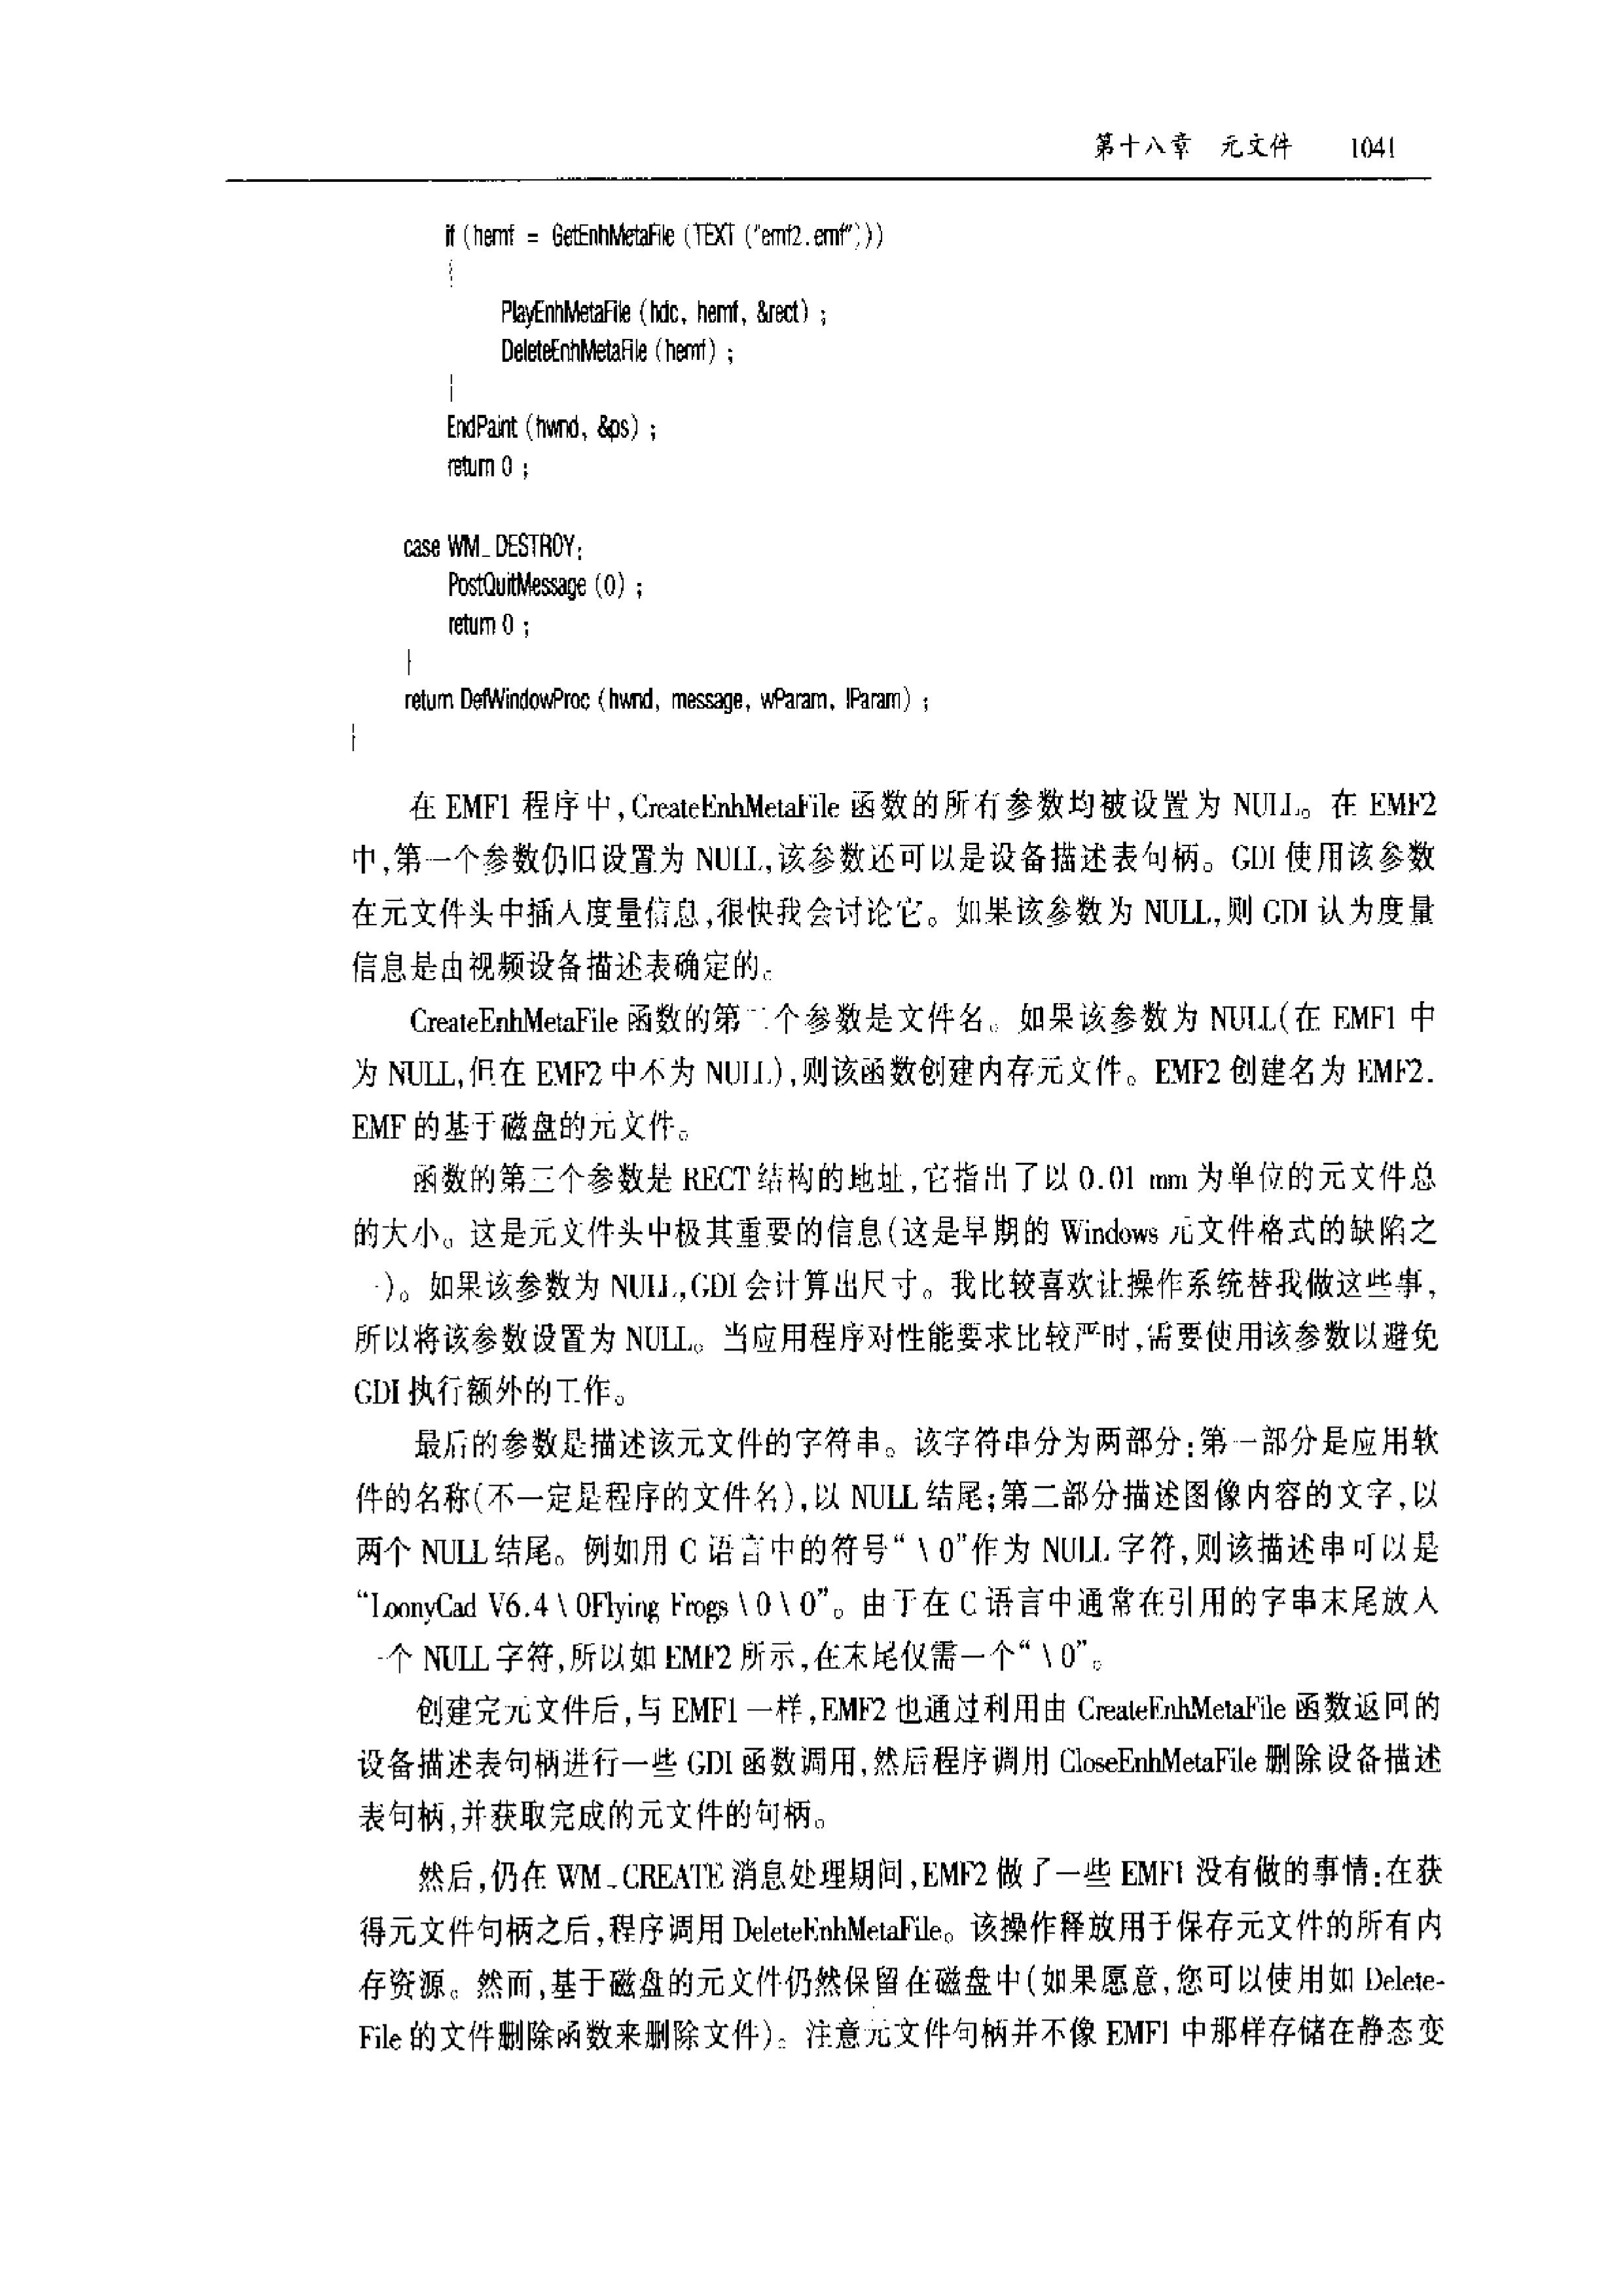 第十八章 元文件 1041
if (hemf = GetEnhMetaFile (TEXT ("emf2.emf")))
{
PlayEnhMetaFile (hdc, hemf, &rect) ;
DeleteEnhMetaFile (hemf) ;
}
EndPaint (hwnd, &ps) ;
return 0 ;
case WM_DESTROY:
PostQuitMessage (0) ;
return 0 ;
}
return DefWindowProc (hwnd, message, wParam, lParam) ;
}
在 EMF1 程序中,CreateEnhMetaFile 函数的所有参数均被设置为 NULL。在 EMF2
中,第一个参数仍旧设置为 NULL,该参数还可以是设备描述表句柄。GDI 使用该参数
在元文件头中插入度量信息,很快我会讨论它。如果该参数为 NULL,则 GDI 认为度量
信息是由视频设备描述表确定的。
CreateEnhMetaFile 函数的第二个参数是文件名。如果该参数为 NULL(在 EMF1 中
为 NULL,但在 EMF2 中不为 NULL),则该函数创建内存元文件。EMF2 创建名为 EMF2.
EMF 的基于磁盘的元文件。
函数的第三个参数是 RECT 结构的地址,它指出了以 0.01 mm 为单位的元文件总
的大小。这是元文件头中极其重要的信息(这是早期的 Windows 元文件格式的缺陷之
一)。如果该参数为 NULL,GDI 会计算出尺寸。我比较喜欢让操作系统替我做这些事,
所以将该参数设置为 NULL。当应用程序对性能要求比较严时,需要使用该参数以避免
GDI 执行额外的工作。
最后的参数是描述该元文件的字符串。该字符串分为两部分:第一部分是应用软
件的名称(不一定是程序的文件名),以 NULL 结尾;第二部分描述图像内容的文字,以
两个 NULL 结尾。例如用 C 语言中的符号“\0”作为 NULL 字符,则该描述串可以是
“LoonyCad V6.4\0Flying Frogs\0\0”。由于在 C 语言中通常在引用的字串末尾放入
一个 NULL 字符,所以如 EMF2 所示,在末尾仅需一个“\0”。
创建完元文件后,与 EMF1 一样,EMF2 也通过利用由 CreateEnhMetaFile 函数返回的
设备描述表句柄进行一些 GDI 函数调用,然后程序调用 CloseEnhMetaFile 删除设备描述
表句柄,并获取完成的元文件的句柄。
然后,仍在 WM_CREATE 消息处理期间,EMF2 做了一些 EMF1 没有做的事情:在获
得元文件句柄之后,程序调用 DeleteEnhMetaFile。该操作释放用于保存元文件的所有内
存资源。然而,基于磁盘的元文件仍然保留在磁盘中(如果愿意,您可以使用如 Delete-
File 的文件删除函数来删除文件)。注意元文件句柄并不像 EMF1 中那样存储在静态变